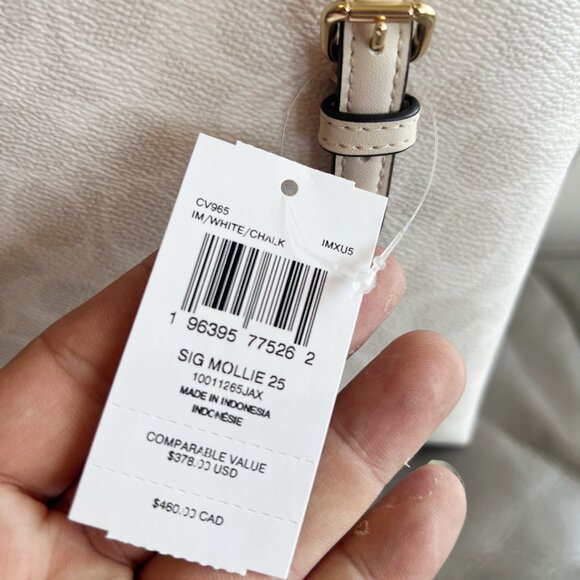 CV965
IM/WHITE/CHALK IMXU5
1 96395 77526 2
SIG MOLLIE 25
10011265JAX
MADE IN INDONESIA
INDONÉSIE
COMPARABLE VALUE
$378.00 USD
$460.00 CAD